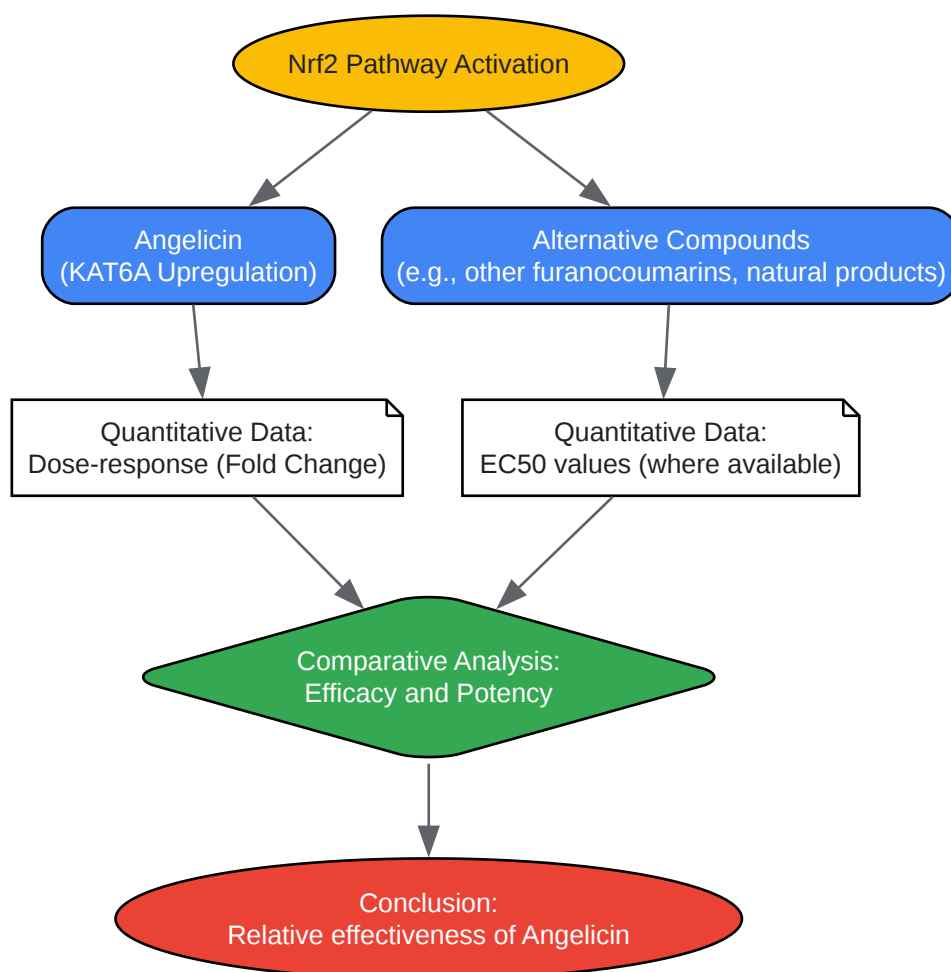 Nrf2 Pathway Activation
Angelicin
(KAT6A Upregulation)
Alternative Compounds
(e.g., other furanocoumarins, natural products)
Quantitative Data:
Dose-response (Fold Change)
Quantitative Data:
EC50 values (where available)
Comparative Analysis:
Efficacy and Potency
Conclusion:
Relative effectiveness of Angelicin